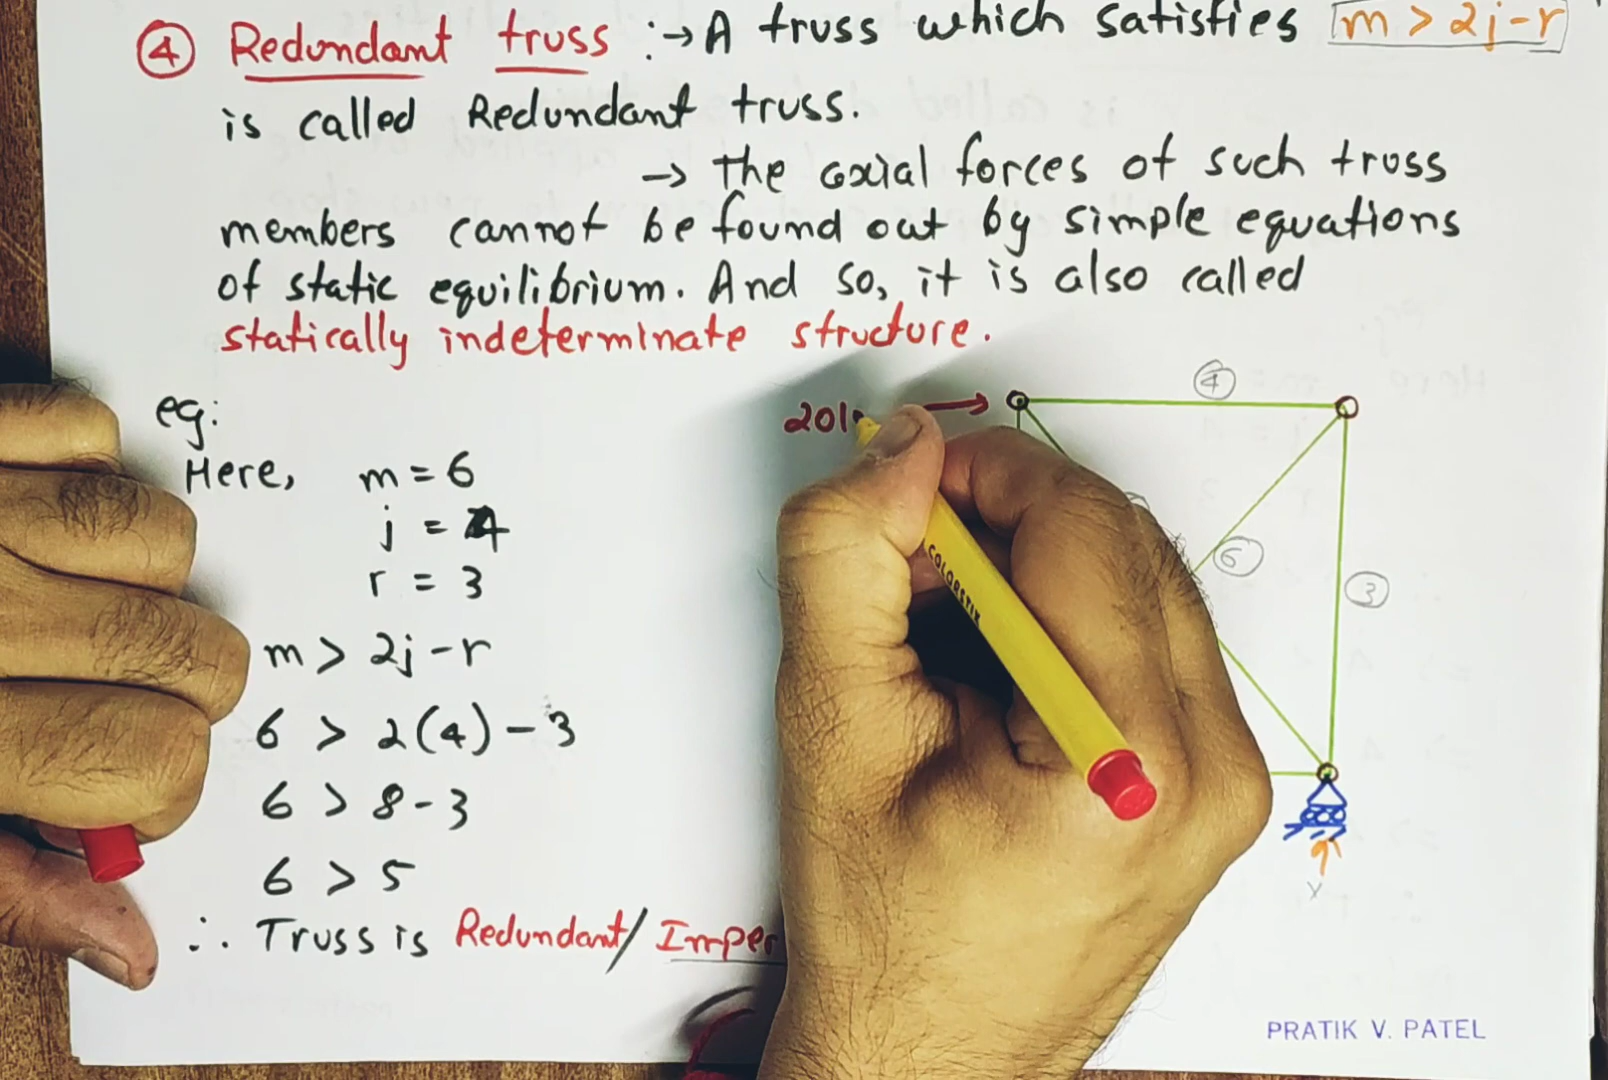 ④ Redundant truss :→ A truss which satisfies m > 2j-r
is called Redundant truss.
→ The axial forces of such truss
members cannot be found out by simple equations
of static equilibrium. And so, it is also called
statically indeterminate structure.
eg:
④
Here, m = 6
j = 4
r = 3
⑥
③
m > 2j - r
6 > 2(4) - 3
6 > 8 - 3
6 > 5
∴ Truss is Redundant/
COLORSTIX
PRATIK V. PATEL